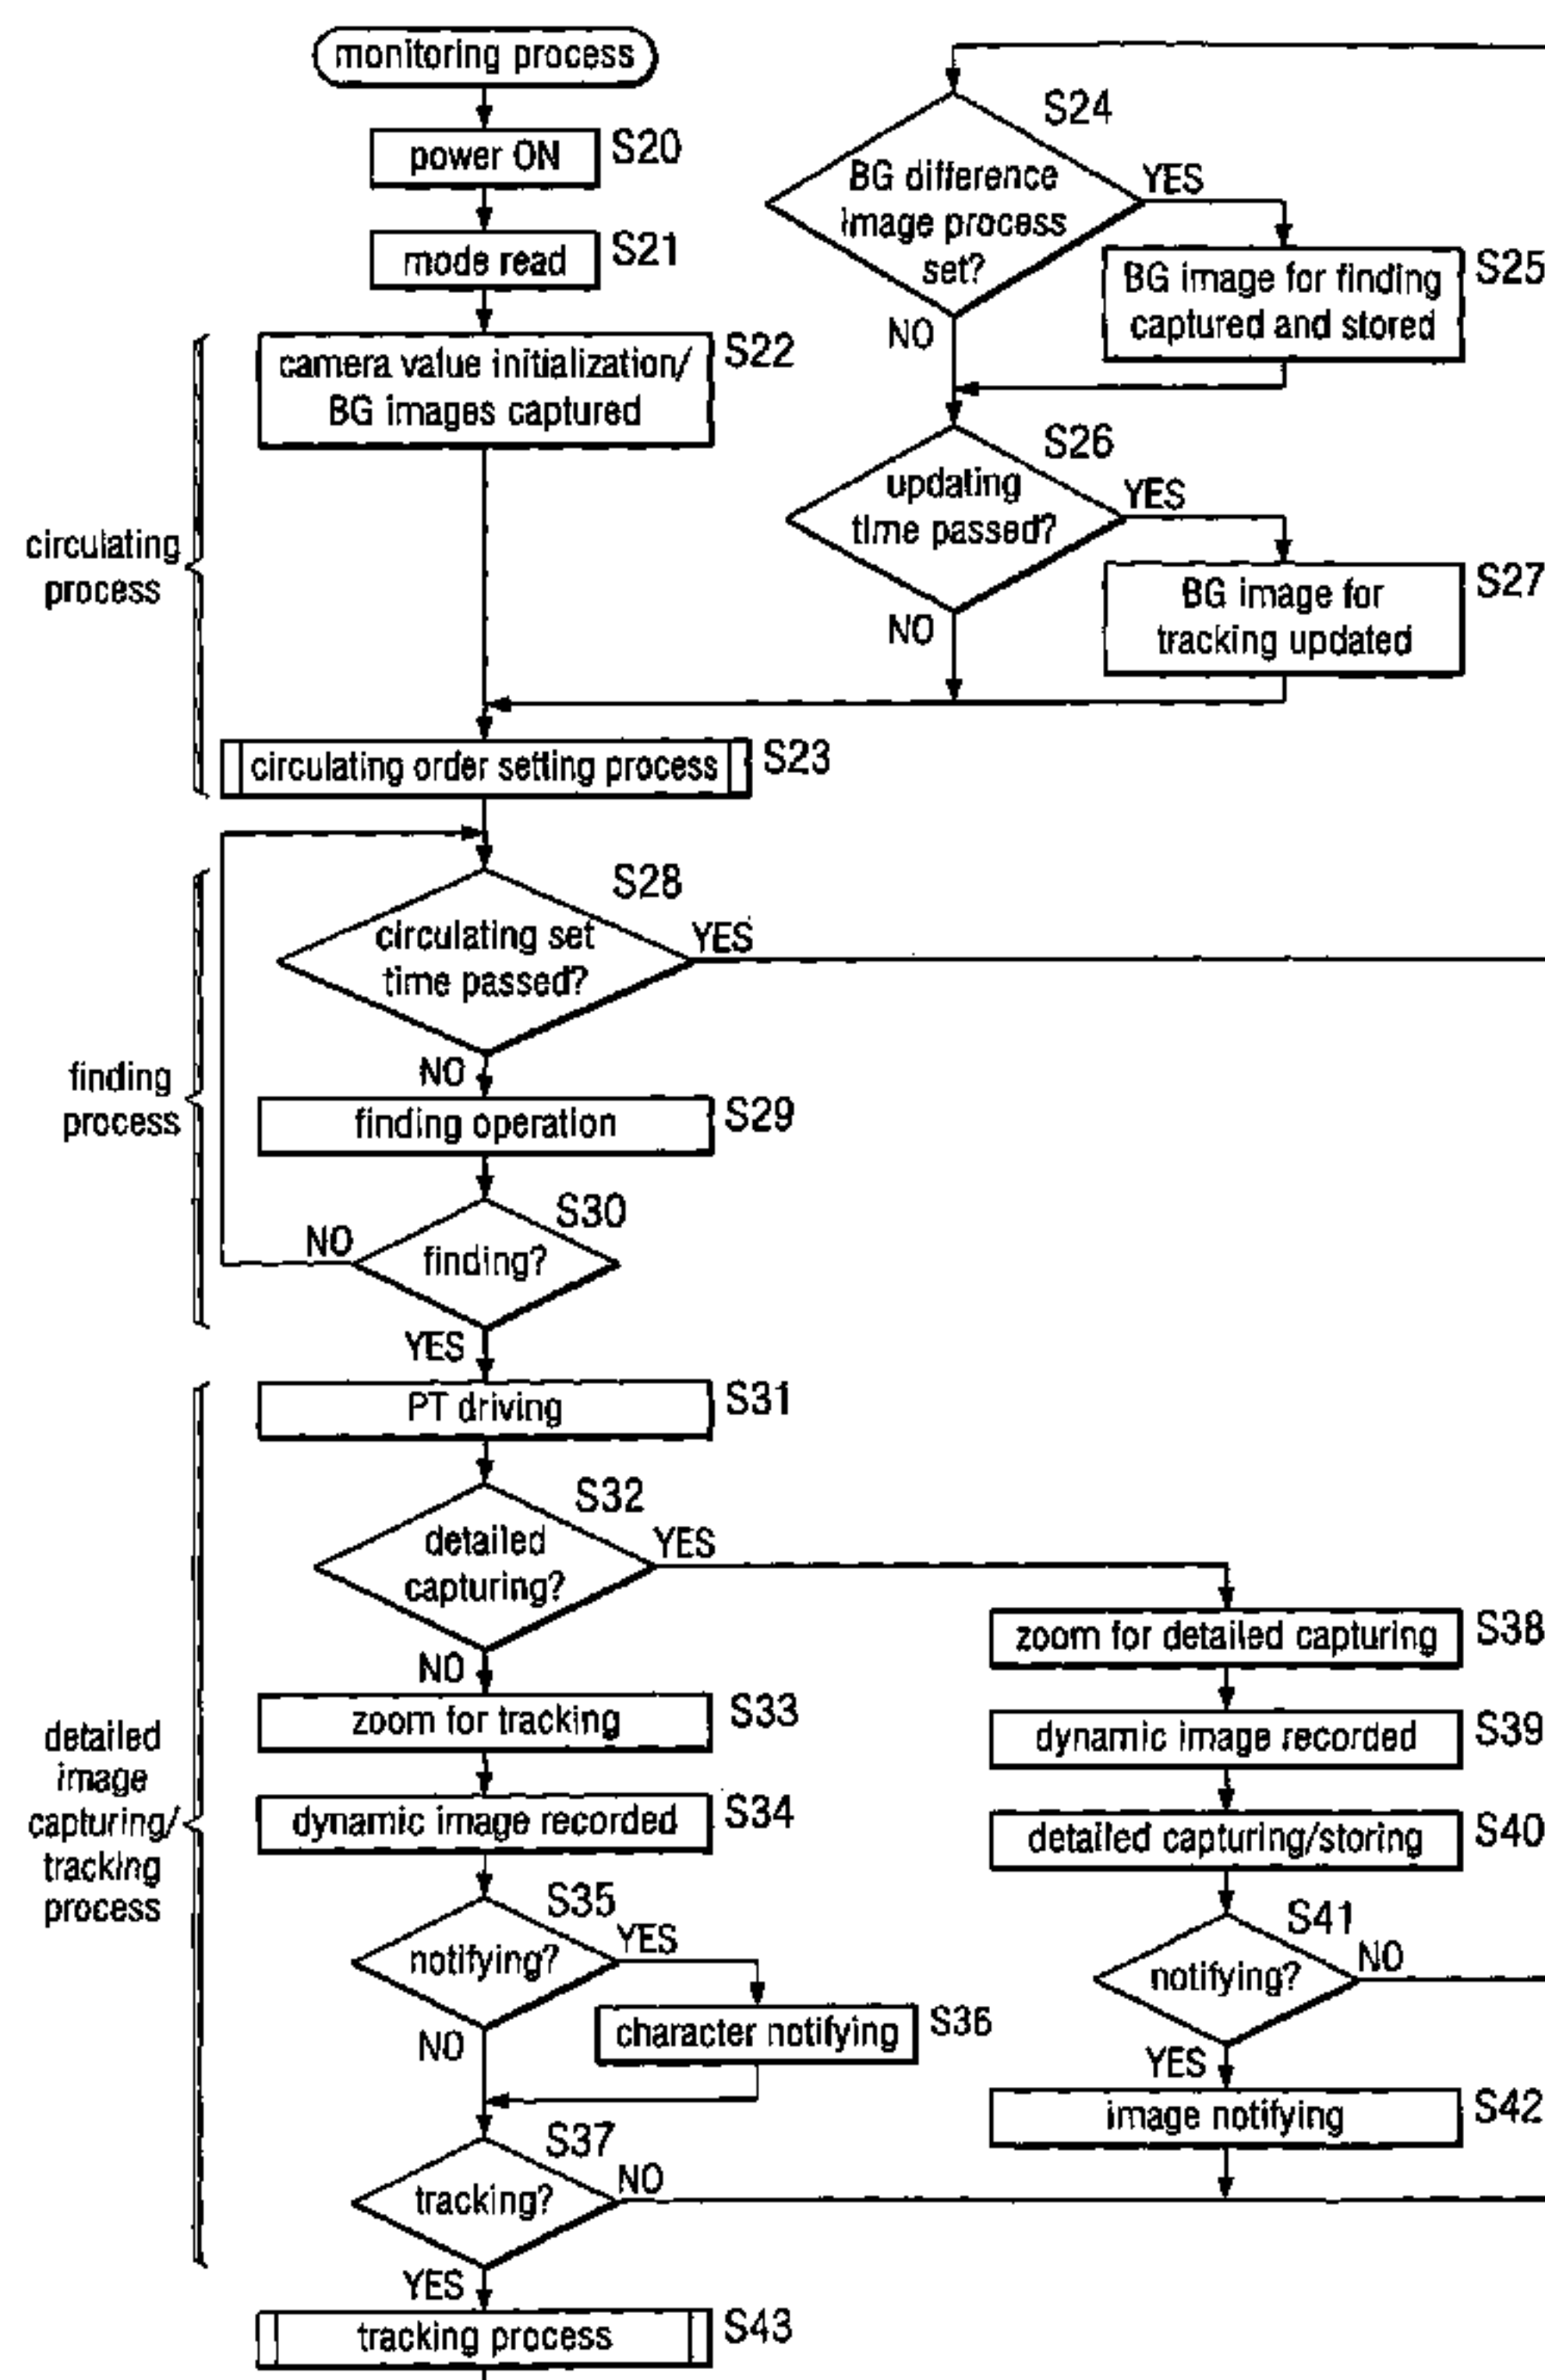 monitoring process
power ON
S20
mode read
S21
camera value initialization/
BG images captured
S22
circulating
process
circulating order setting process
S23
S24
BG difference
image process
set?
YES
NO
BG image for finding
captured and stored
S25
S26
updating
time passed?
YES
NO
BG image for
tracking updated
S27
S28
circulating set
time passed?
YES
NO
finding
process
finding operation
S29
S30
finding?
NO
YES
PT driving
S31
S32
detailed
capturing?
YES
NO
zoom for tracking
S33
dynamic image recorded
S34
detailed
image
capturing/
tracking
process
S35
notifying?
YES
NO
character notifying
S36
S37
tracking?
NO
YES
tracking process
S43
zoom for detailed capturing
S38
dynamic image recorded
S39
detailed capturing/storing
S40
S41
notifying?
NO
YES
image notifying
S42